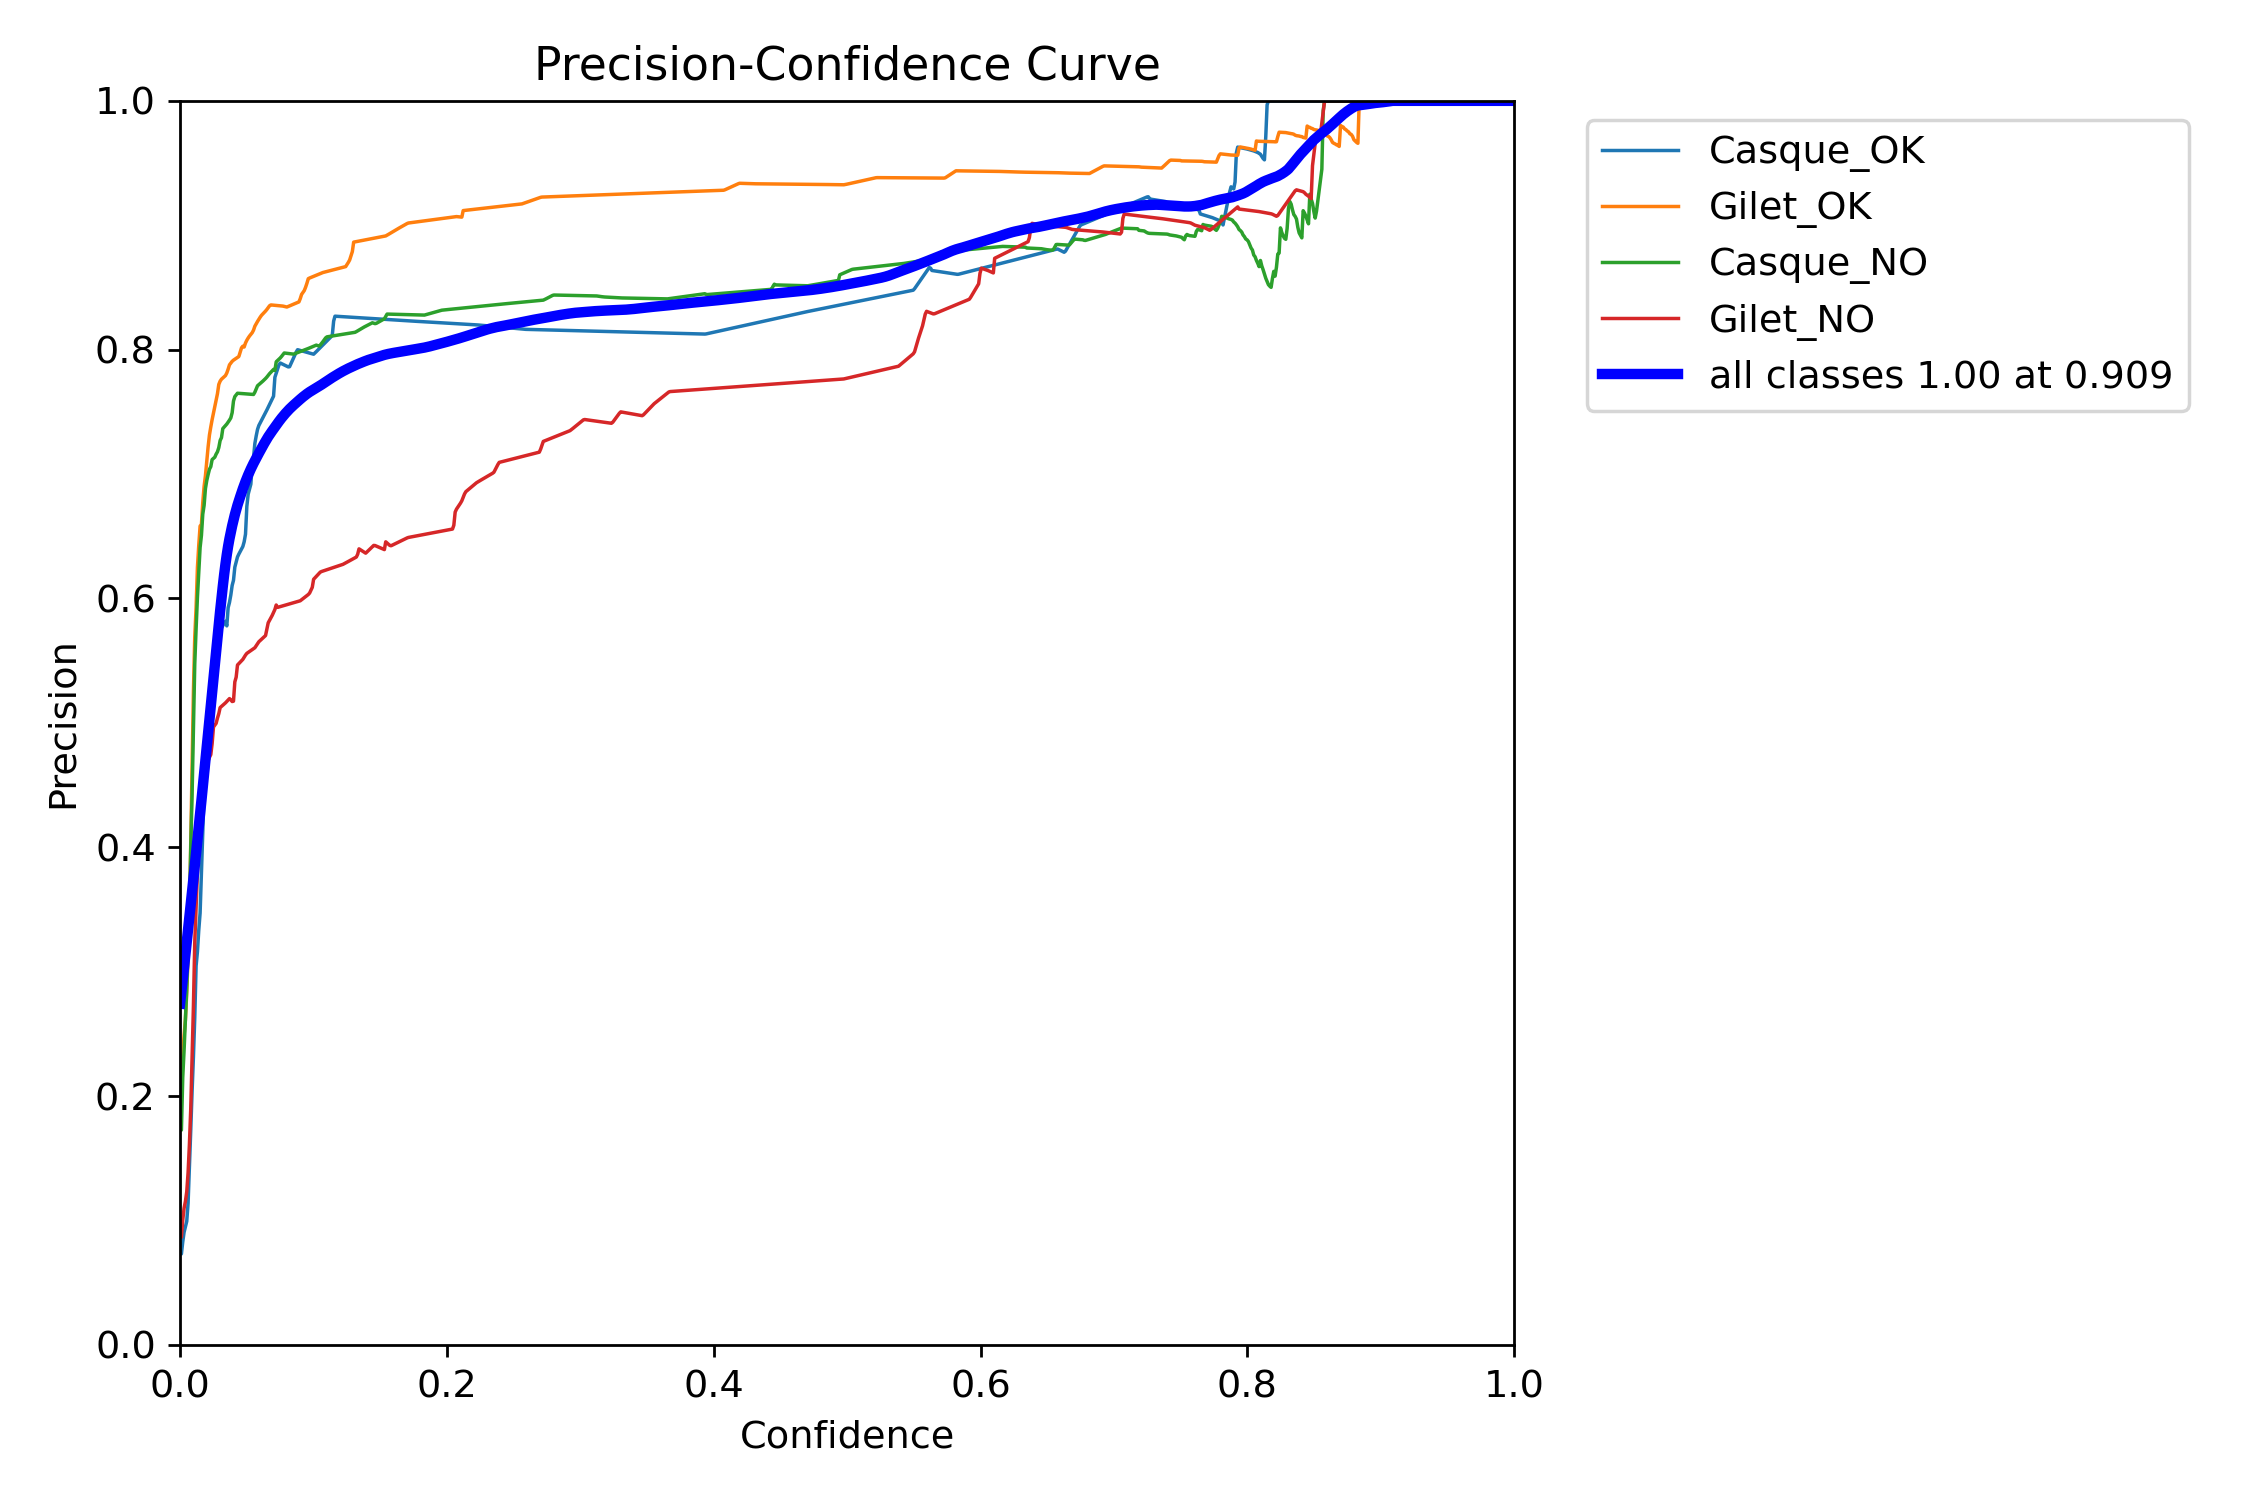 Precision-Confidence Curve
1.0
0.8
0.6
0.4
0.2
0.0
Precision
0.0 0.2 0.4 0.6 0.8 1.0
Confidence
Casque_OK
Gilet_OK
Casque_NO
Gilet_NO
all classes 1.00 at 0.909